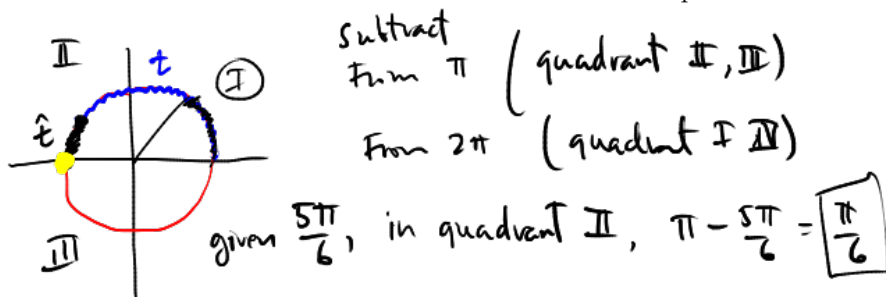 II
t
I
t̂
III
subtract
From π (quadrant II, III)
From 2π (quadrant I IV)
given 5π/6, in quadrant II, π - 5π/6 = π/6